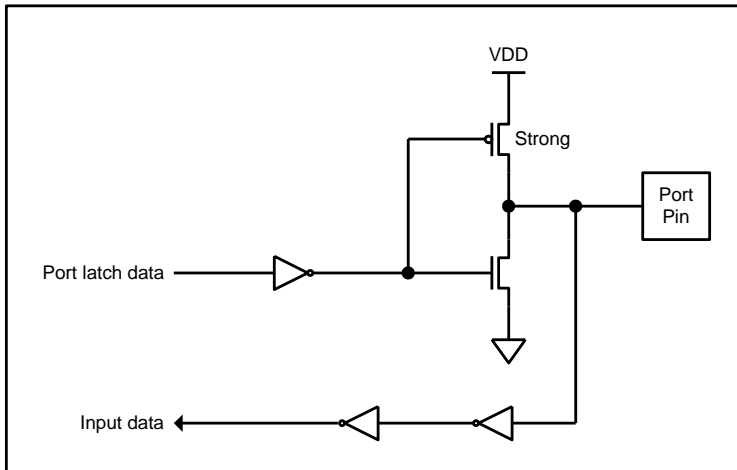 VDD
Strong
Port
Pin
Port latch data
Input data